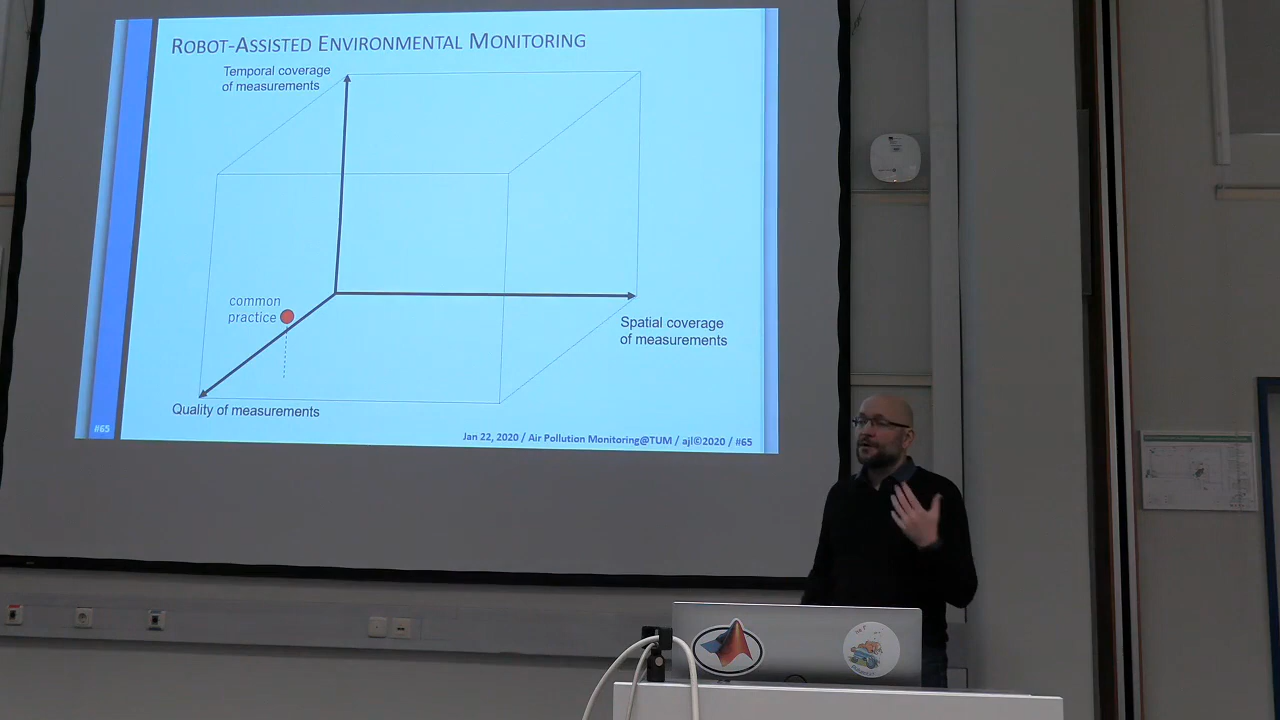 ROBOT-ASSISTED ENVIRONMENTAL MONITORING
Temporal coverage
of measurements
common
practice
Spatial coverage
of measurements
Quality of measurements
#65
Jan 22, 2020 / Air Pollution Monitoring@TUM / ajl©2020 / #65